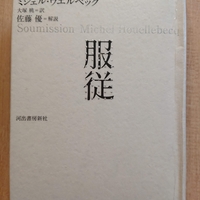 ミシェル・ウエルベック
大塚 桃=訳
佐藤 優=解説
Soumission Michel Houellebecq
服従
河出書房新社